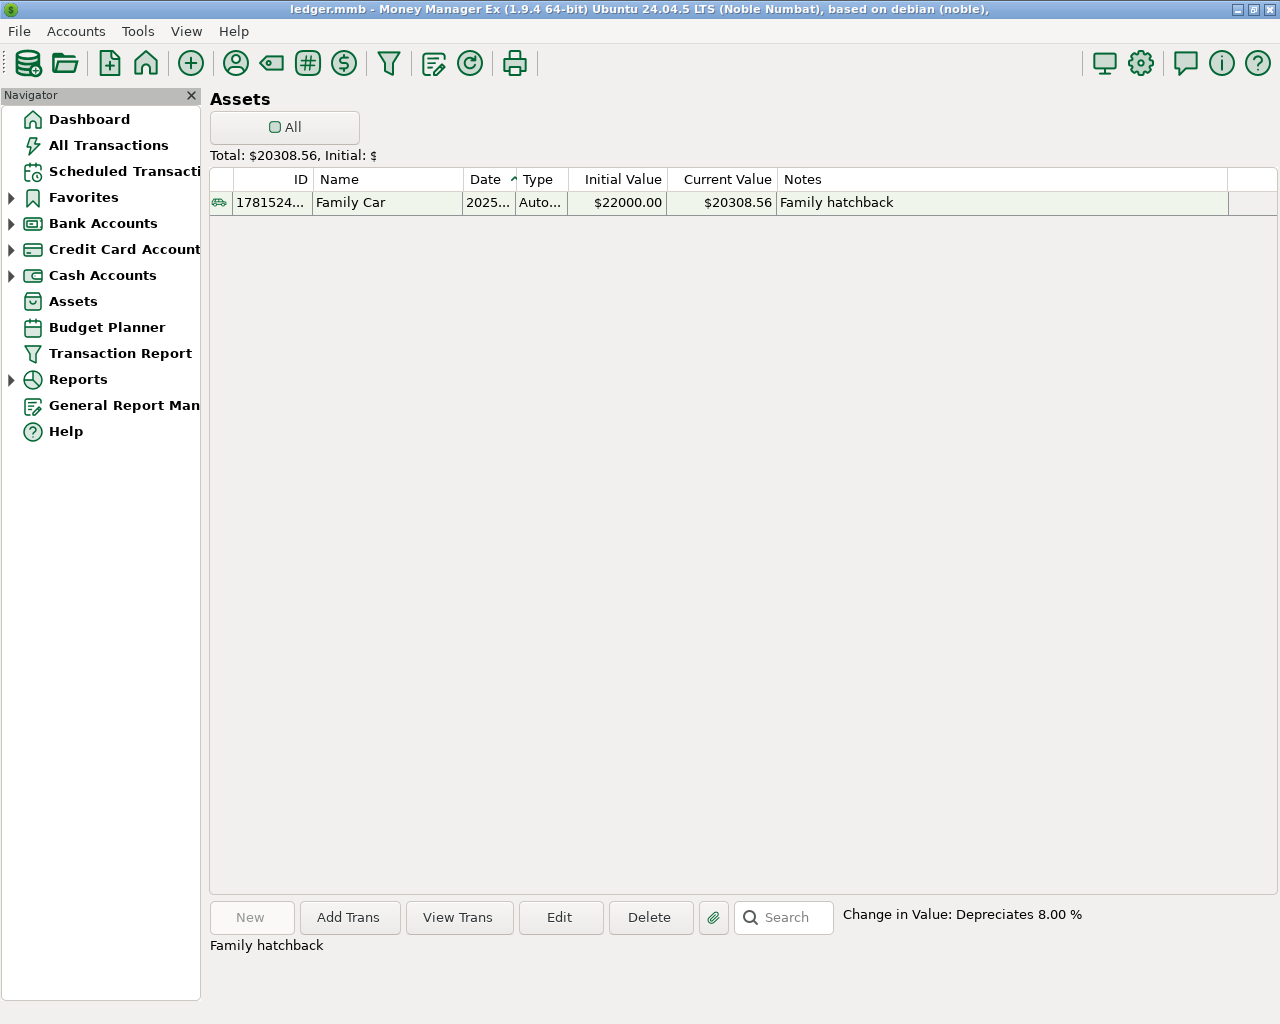 ledger.mmb - Money Manager Ex (1.9.4 64-bit) Ubuntu 24.04.5 LTS (Noble Numbat), based on debian (noble),
File Accounts Tools View Help
Navigator
Dashboard
All Transactions
Scheduled Transacti
Favorites
Bank Accounts
Credit Card Account
Cash Accounts
Assets
Budget Planner
Transaction Report
Reports
General Report Man
Help
Assets
All
Total: $20308.56, Initial: $
ID Name Date Type Initial Value Current Value Notes
1781524... Family Car 2025... Auto... $22000.00 $20308.56 Family hatchback
New Add Trans View Trans Edit Delete Search Change in Value: Depreciates 8.00 %
Family hatchback